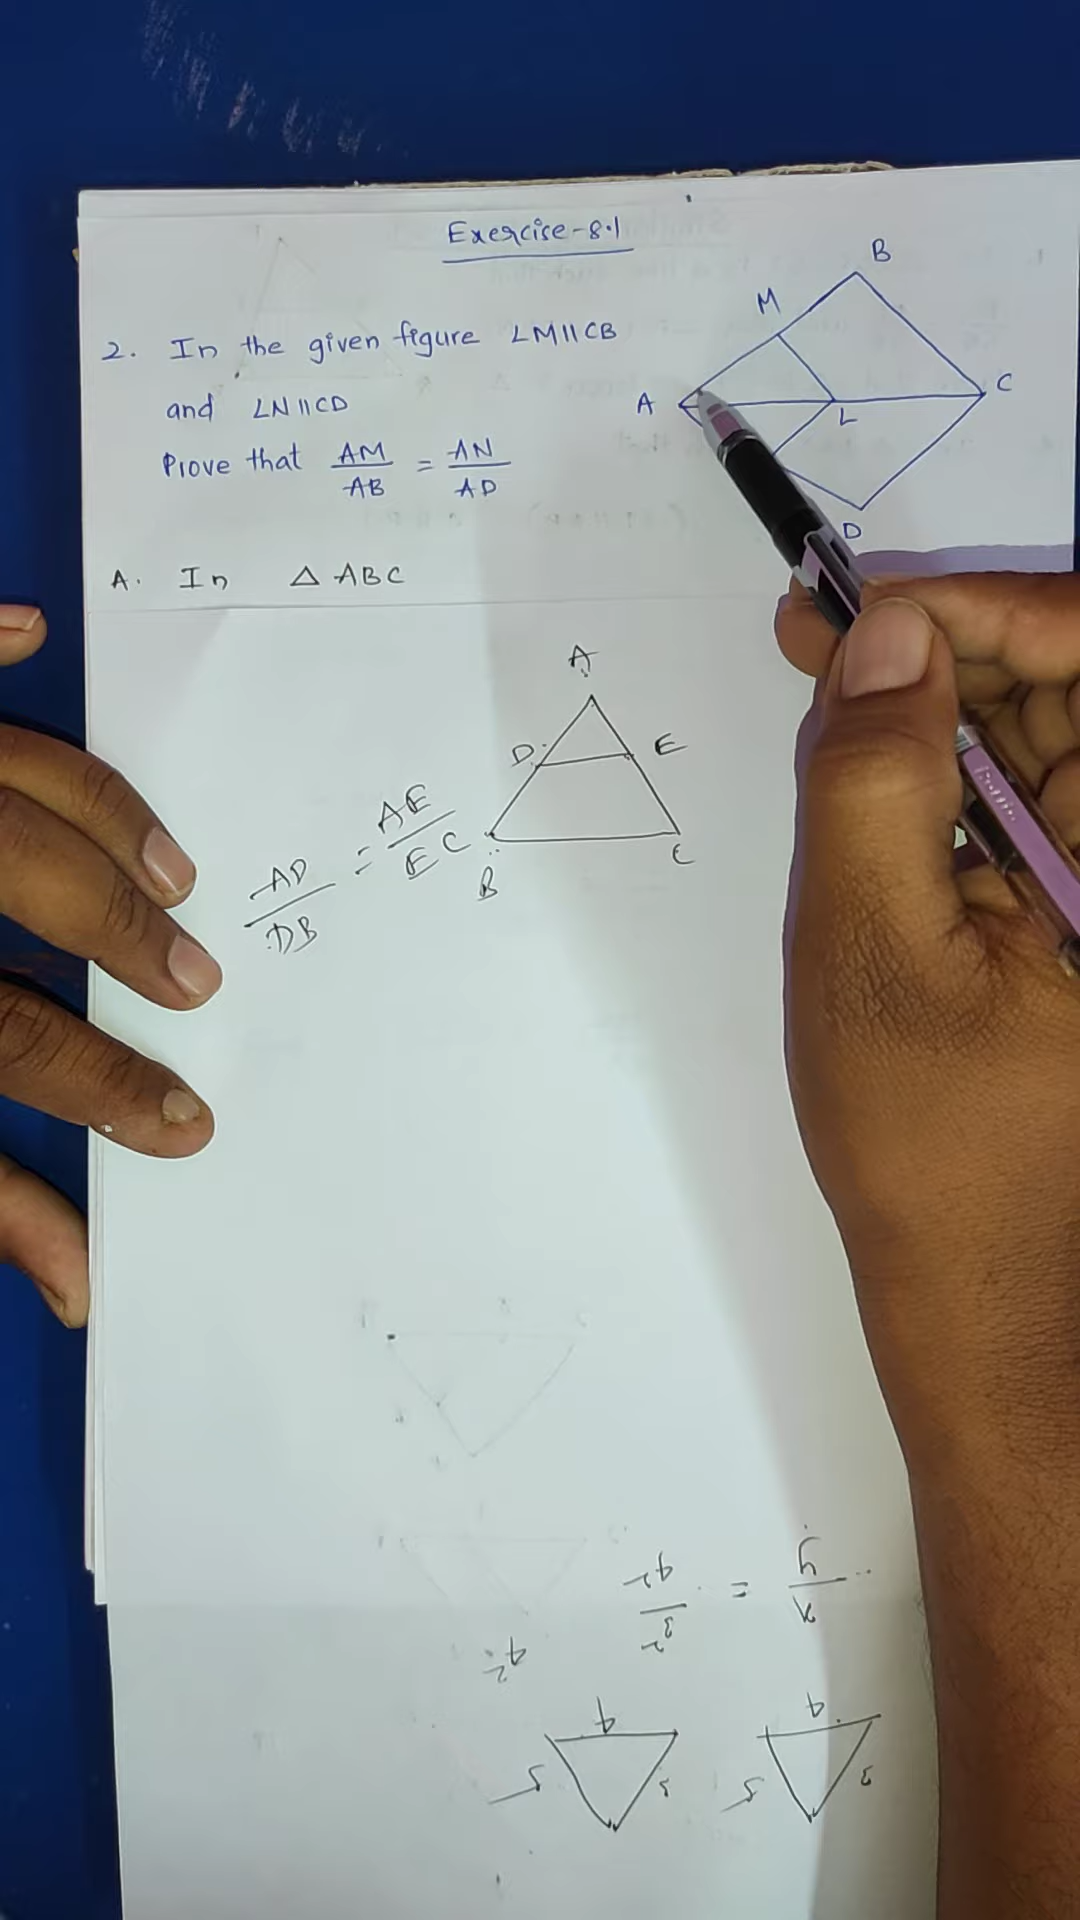 Exercise-8.1
2. In the given figure LM||CB
and LN||CD
Prove that AM/AB = AN/AD
B
M
A
L
C
D
A. In △ ABC
A
D
E
B
C
AD/DB = AE/EC